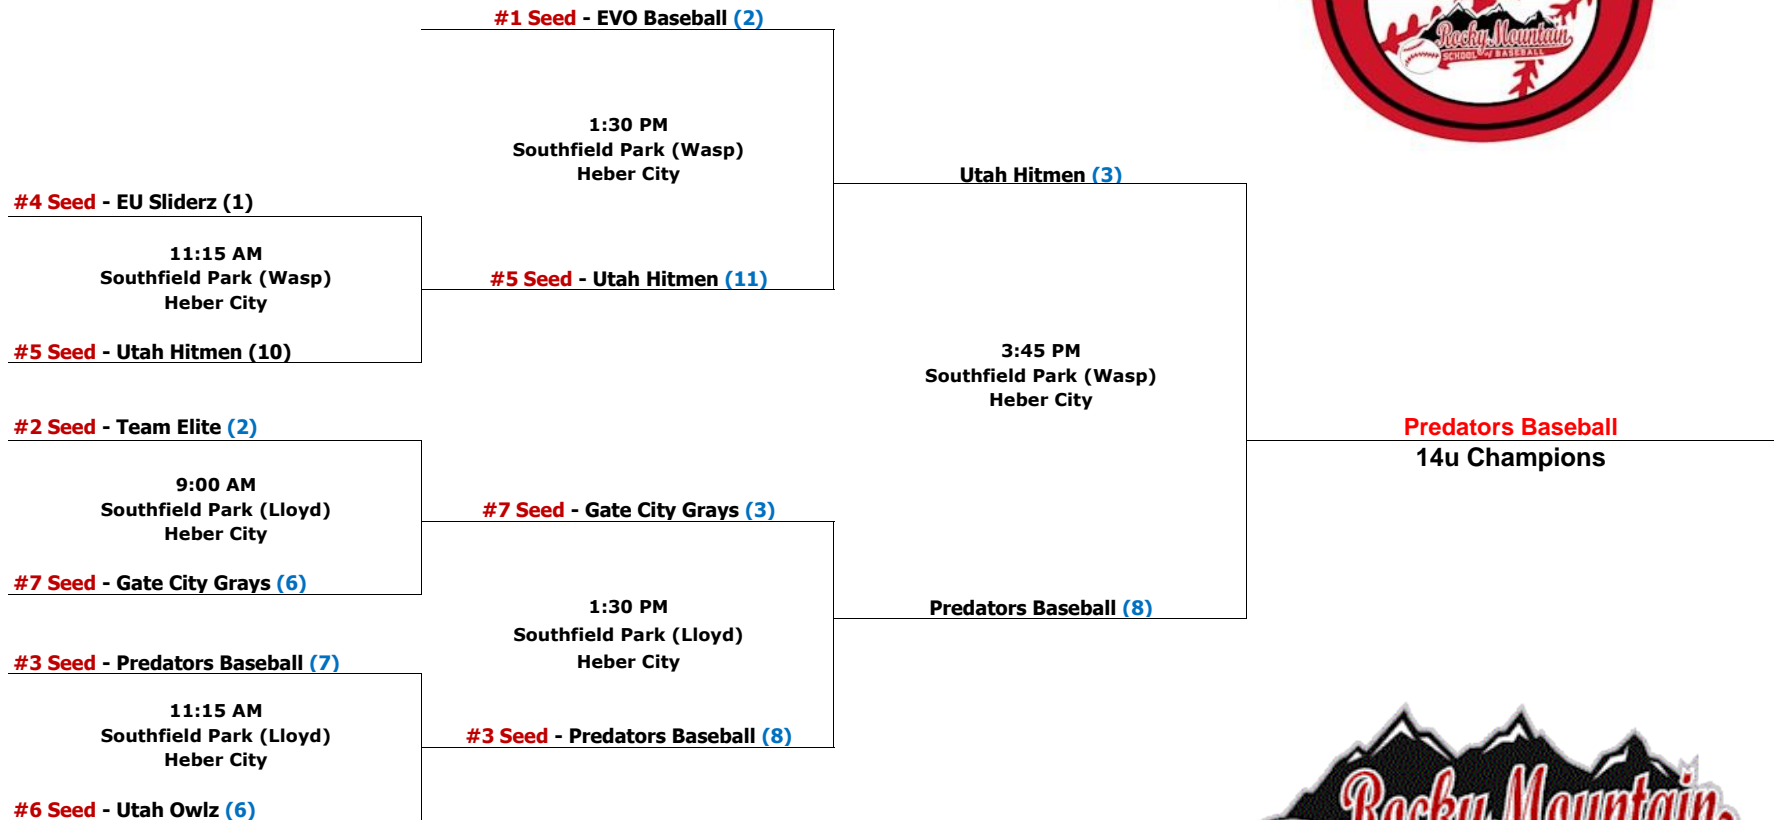 #1 Seed - EVO Baseball (2)
Rocky Mountain
SCHOOL of BASEBALL
1:30 PM
Southfield Park (Wasp)
Heber City
Utah Hitmen (3)
#4 Seed - EU Sliderz (1)
11:15 AM
Southfield Park (Wasp)
Heber City
#5 Seed - Utah Hitmen (11)
#5 Seed - Utah Hitmen (10)
3:45 PM
Southfield Park (Wasp)
Heber City
#2 Seed - Team Elite (2)
Predators Baseball
14u Champions
9:00 AM
Southfield Park (Lloyd)
Heber City
#7 Seed - Gate City Grays (3)
#7 Seed - Gate City Grays (6)
1:30 PM
Southfield Park (Lloyd)
Heber City
Predators Baseball (8)
#3 Seed - Predators Baseball (7)
11:15 AM
Southfield Park (Lloyd)
Heber City
#3 Seed - Predators Baseball (8)
#6 Seed - Utah Owlz (6)
Rocky Mountain